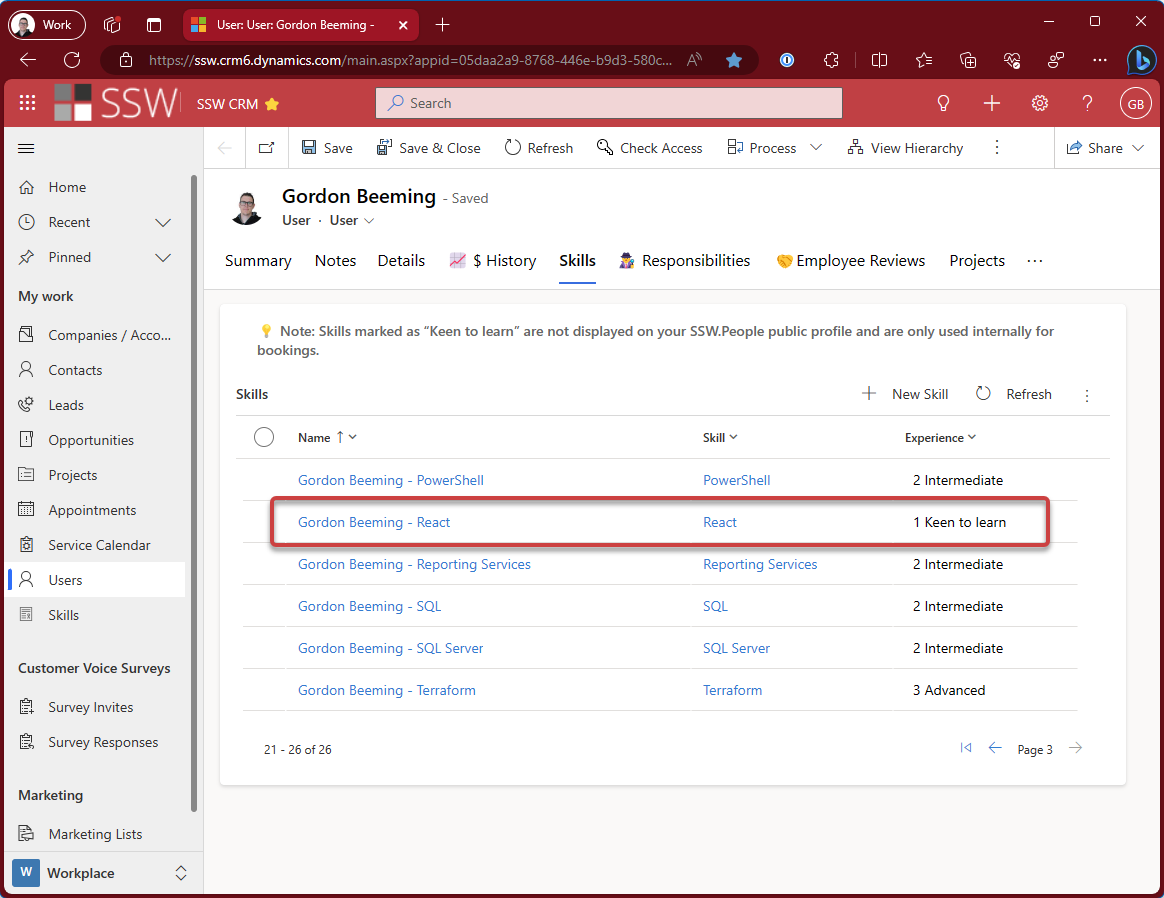 Work
User: User: Gordon Beeming -
https://ssw.crm6.dynamics.com/main.aspx?appid=05daa2a9-8768-446e-b9d3-580c...
SSW
SSW CRM
Search
GB
Save
Save & Close
Refresh
Check Access
Process
View Hierarchy
Share
Home
Recent
Pinned
My work
Companies / Acco...
Contacts
Leads
Opportunities
Projects
Appointments
Service Calendar
Users
Skills
Customer Voice Surveys
Survey Invites
Survey Responses
Marketing
Marketing Lists
W Workplace
Gordon Beeming - Saved
User · User
Summary Notes Details $ History Skills Responsibilities Employee Reviews Projects ...
Note: Skills marked as “Keen to learn” are not displayed on your SSW.People public profile and are only used internally for
bookings.
Skills
New Skill Refresh
Name Skill Experience
Gordon Beeming - PowerShell PowerShell 2 Intermediate
Gordon Beeming - React React 1 Keen to learn
Gordon Beeming - Reporting Services Reporting Services 2 Intermediate
Gordon Beeming - SQL SQL 2 Intermediate
Gordon Beeming - SQL Server SQL Server 2 Intermediate
Gordon Beeming - Terraform Terraform 3 Advanced
21 - 26 of 26
Page 3